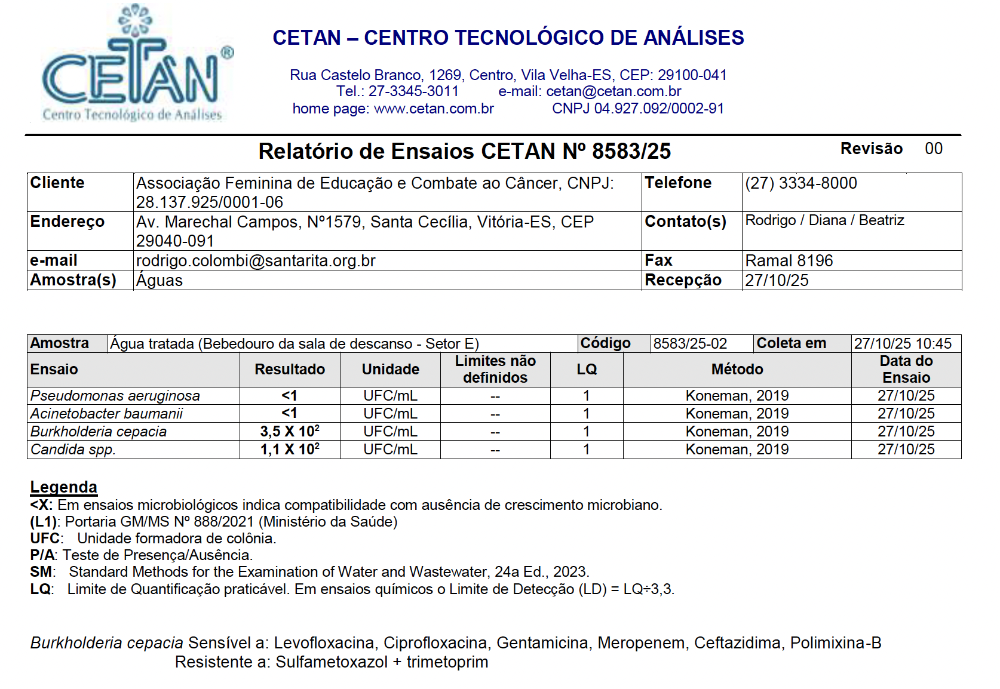 CETAN®
Centro Tecnológico de Análises
CETAN – CENTRO TECNOLÓGICO DE ANÁLISES
Rua Castelo Branco, 1269, Centro, Vila Velha-ES, CEP: 29100-041
Tel.: 27-3345-3011 e-mail: cetan@cetan.com.br
home page: www.cetan.com.br CNPJ 04.927.092/0002-91
Relatório de Ensaios CETAN Nº 8583/25 Revisão 00
Cliente Associação Feminina de Educação e Combate ao Câncer, CNPJ: Telefone (27) 3334-8000
28.137.925/0001-06
Endereço Av. Marechal Campos, Nº1579, Santa Cecília, Vitória-ES, CEP Contato(s) Rodrigo / Diana / Beatriz
29040-091
e-mail rodrigo.colombi@santarita.org.br Fax Ramal 8196
Amostra(s) Águas Recepção 27/10/25
Amostra Água tratada (Bebedouro da sala de descanso - Setor E) Código 8583/25-02 Coleta em 27/10/25 10:45
Ensaio Resultado Unidade Limites não definidos LQ Método Data do Ensaio
Pseudomonas aeruginosa <1 UFC/mL -- 1 Koneman, 2019 27/10/25
Acinetobacter baumanii <1 UFC/mL -- 1 Koneman, 2019 27/10/25
Burkholderia cepacia 3,5 X 10² UFC/mL -- 1 Koneman, 2019 27/10/25
Candida spp. 1,1 X 10² UFC/mL -- 1 Koneman, 2019 27/10/25
Legenda
<X: Em ensaios microbiológicos indica compatibilidade com ausência de crescimento microbiano.
(L1): Portaria GM/MS Nº 888/2021 (Ministério da Saúde)
UFC: Unidade formadora de colônia.
P/A: Teste de Presença/Ausência.
SM: Standard Methods for the Examination of Water and Wastewater, 24a Ed., 2023.
LQ: Limite de Quantificação praticável. Em ensaios químicos o Limite de Detecção (LD) = LQ÷3,3.
Burkholderia cepacia Sensível a: Levofloxacina, Ciprofloxacina, Gentamicina, Meropenem, Ceftazidima, Polimixina-B
Resistente a: Sulfametoxazol + trimetoprim